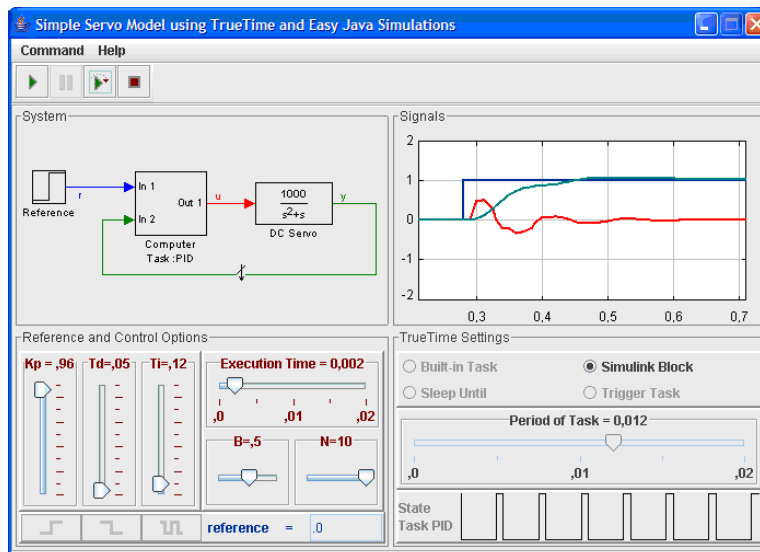 Simple Servo Model using TrueTime and Easy Java Simulations
Command Help
System
Reference
r
In 1
In 2
Out 1
Computer
Task :PID
u
1000
s²+s
DC Servo
y
Signals
2
1
0
-1
-2
0,3 0,4 0,5 0,6 0,7
Reference and Control Options
Kp = ,96 Td=,05 Ti=,12
Execution Time = 0,002
,0 ,01 ,02
B=,5 N=10
reference = .0
TrueTime Settings
Built-in Task Simulink Block
Sleep Until Trigger Task
Period of Task = 0,012
,0 ,01 ,02
State
Task PID